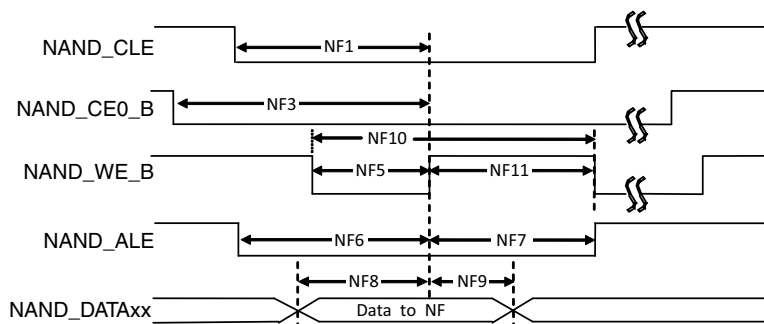 NAND_CLE
NF1
NAND_CE0_B
NF3
NF10
NAND_WE_B
NF5
NF11
NAND_ALE
NF6
NF7
NF8
NF9
NAND_DATAxx
Data to NF